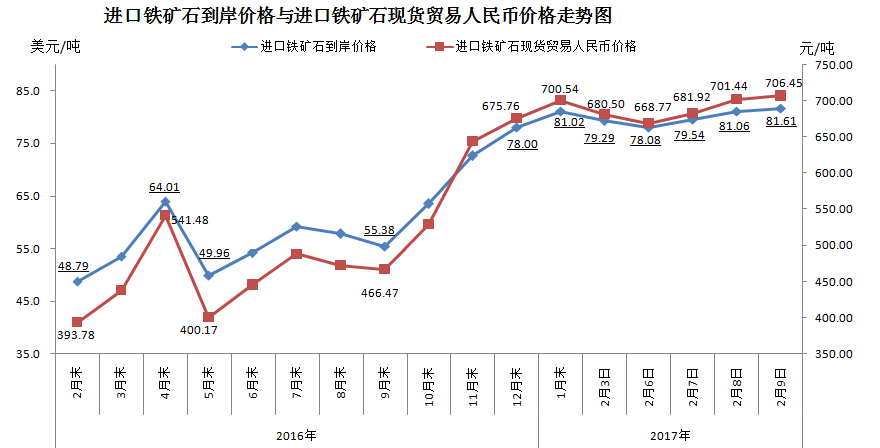 进口铁矿石到岸价格与进口铁矿石现货贸易人民币价格走势图
美元/吨
进口铁矿石到岸价格
进口铁矿石现货贸易人民币价格
元/吨
85.0
75.0
65.0
55.0
45.0
35.0
750.00
700.00
650.00
600.00
550.00
500.00
450.00
400.00
350.00
48.79
64.01
49.96
55.38
78.00
81.02
79.29
78.08
79.54
81.06
81.61
393.78
541.48
400.17
466.47
675.76
700.54
680.50
668.77
681.92
701.44
706.45
2月末
3月末
4月末
5月末
6月末
7月末
8月末
9月末
10月末
11月末
12月末
1月末
2月3日
2月6日
2月7日
2月8日
2月9日
2016年
2017年